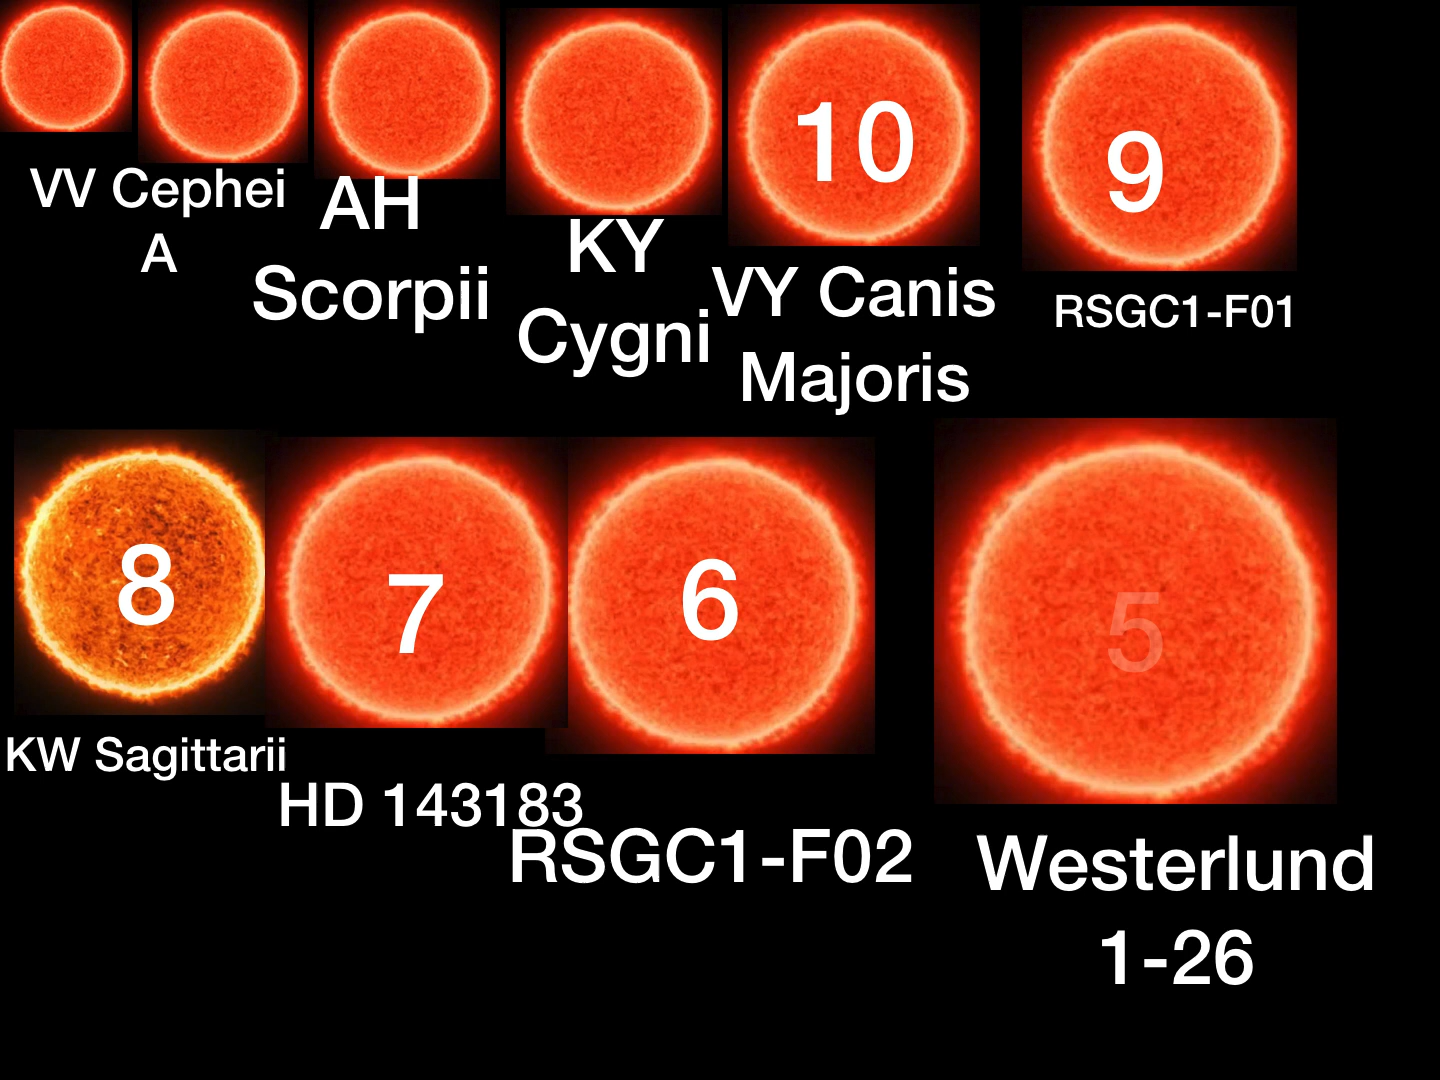 10
9
VV Cephei
A
AH
Scorpii
KY
Cygni
VY Canis
Majoris
RSGC1-F01
8
7
6
5
KW Sagittarii
HD 143183
RSGC1-F02
Westerlund
1-26